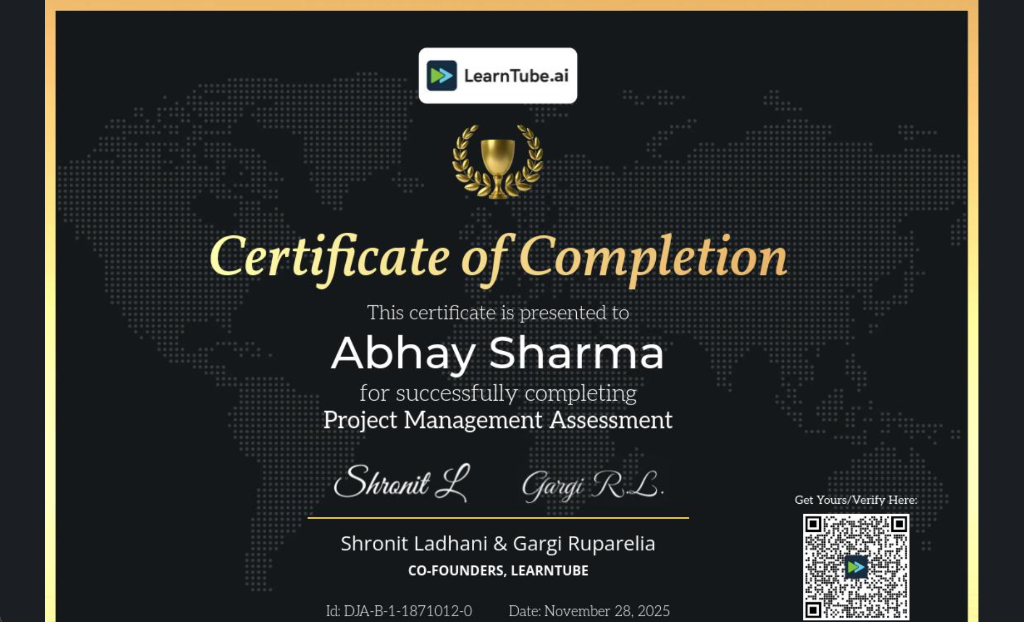 LearnTube.ai
Certificate of Completion
This certificate is presented to
Abhay Sharma
for successfully completing
Project Management Assessment
Shronit L
Gargi R.L.
Get Yours/Verify Here:
Shronit Ladhani & Gargi Ruparelia
CO-FOUNDERS, LEARNTUBE
Id: DJA-B-1-1871012-0
Date: November 28, 2025